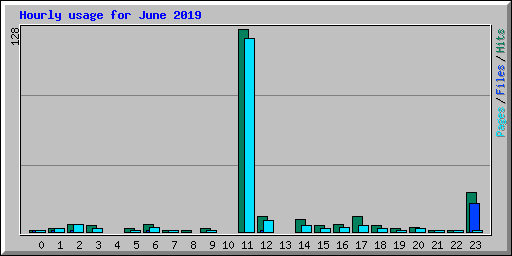 Hourly usage for June 2019
128
Pages/Files/Hits
0 1 2 3 4 5 6 7 8 9 10 11 12 13 14 15 16 17 18 19 20 21 22 23